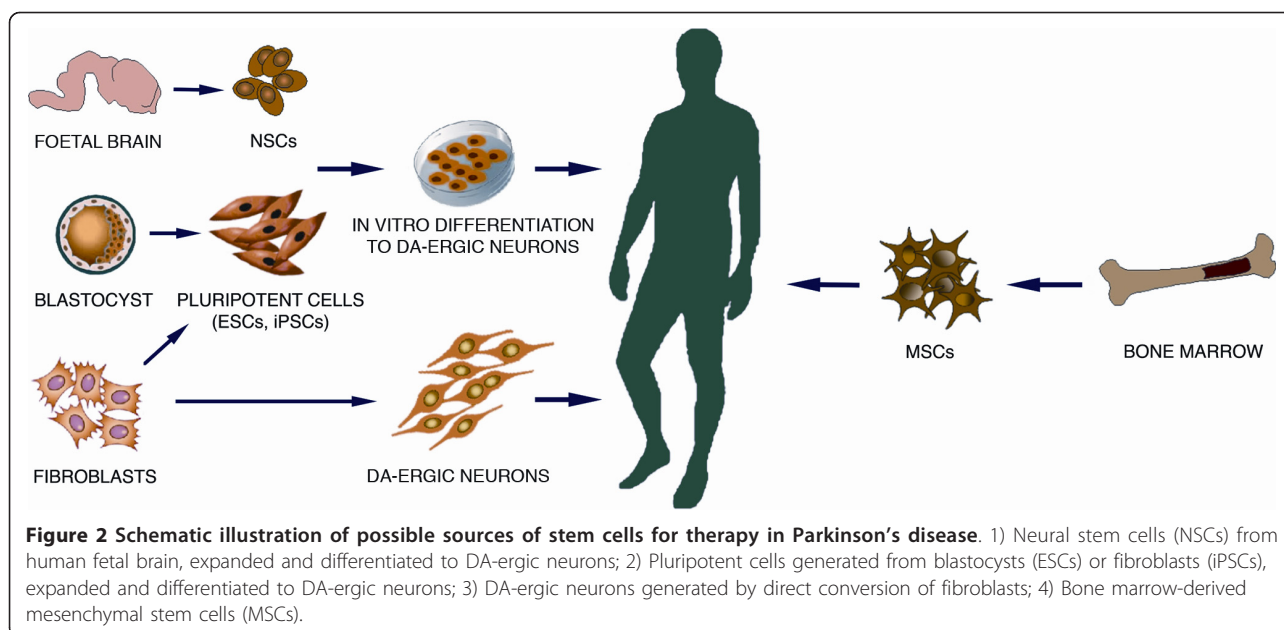 FOETAL BRAIN
NSCs
BLASTOCYST
PLURIPOTENT CELLS
(ESCs, iPSCs)
IN VITRO DIFFERENTIATION
TO DA-ERGIC NEURONS
FIBROBLASTS
DA-ERGIC NEURONS
MSCs
BONE MARROW
Figure 2 Schematic illustration of possible sources of stem cells for therapy in Parkinson's disease. 1) Neural stem cells (NSCs) from
human fetal brain, expanded and differentiated to DA-ergic neurons; 2) Pluripotent cells generated from blastocysts (ESCs) or fibroblasts (iPSCs),
expanded and differentiated to DA-ergic neurons; 3) DA-ergic neurons generated by direct conversion of fibroblasts; 4) Bone marrow-derived
mesenchymal stem cells (MSCs).